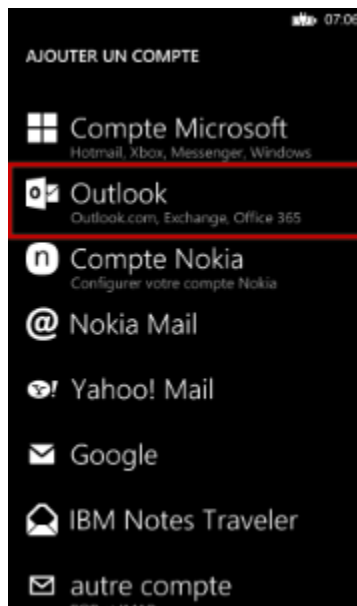 07:06
AJOUTER UN COMPTE
Compte Microsoft
Hotmail, Xbox, Messenger, Windows
Outlook
Outlook.com, Exchange, Office 365
n Compte Nokia
Configurer votre compte Nokia
@ Nokia Mail
Y! Yahoo! Mail
Google
IBM Notes Traveler
autre compte